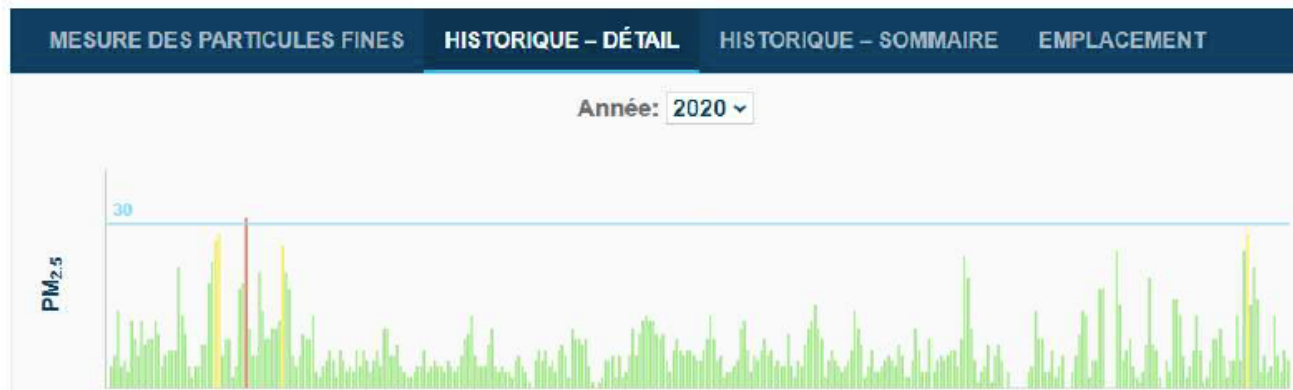 MESURE DES PARTICULES FINES HISTORIQUE – DÉTAIL HISTORIQUE – SOMMAIRE EMPLACEMENT
Année: 2020
30
PM2.5